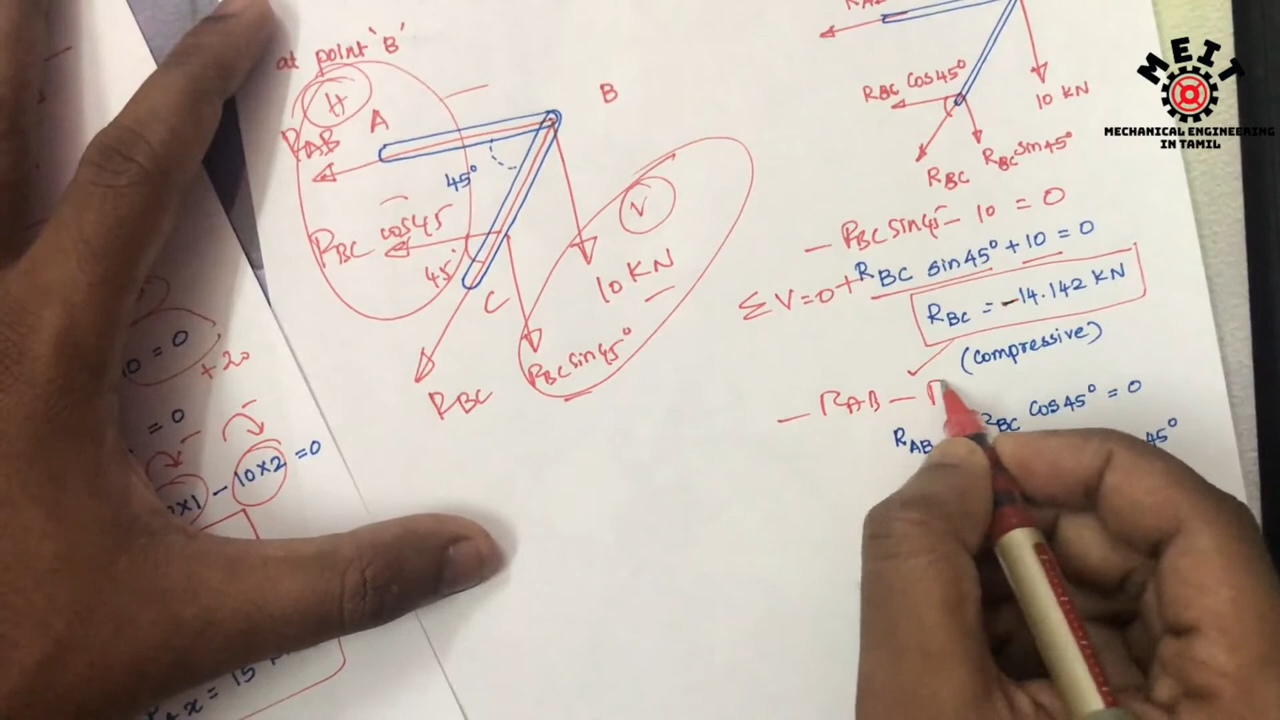 at point 'B'
H
A
B
RAB
45°
RBC cos45
45°
C
V
10 KN
RBC sin45°
RBC
10 = 0
+20
= 0
×1 - 10×2 = 0
RBC cos45°
10 KN
RBC sin45°
RBC
- RBC sin45 - 10 = 0
ΣV=0 + RBC sin45° + 10 = 0
RBC = -14.142 KN
(compressive)
- RAB -
RAB RBC cos45° = 0
45°
MEIT
MECHANICAL ENGINEERING
IN TAMIL